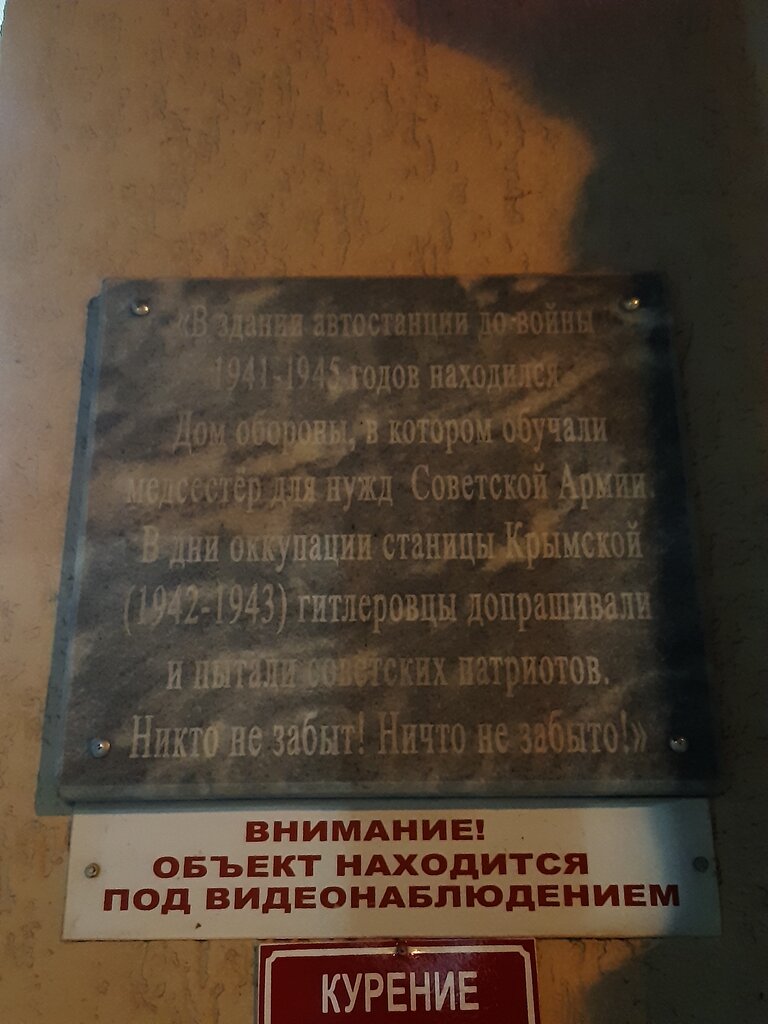 «В здании автостанции до войны
1941-1945 годов находился
Дом обороны, в котором обучали
медсестёр для нужд Советской Армии.
В дни оккупации станицы Крымской
(1942-1943) гитлеровцы допрашивали
и пытали советских патриотов.
Никто не забыт! Ничто не забыто!»
ВНИМАНИЕ!
ОБЪЕКТ НАХОДИТСЯ
ПОД ВИДЕОНАБЛЮДЕНИЕМ
КУРЕНИЕ